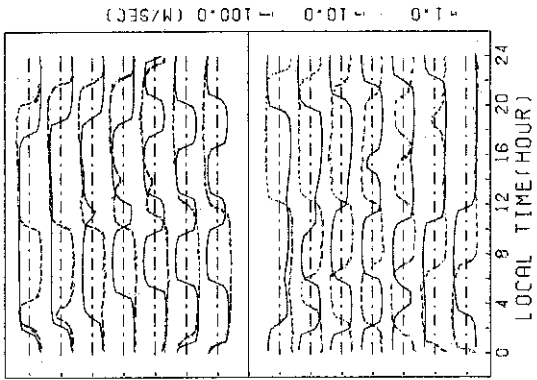 = 1.0 = 10.0 = 100.0 (M/SEC)
0 4 8 12 16 20 24
LOCAL TIME(HOUR)